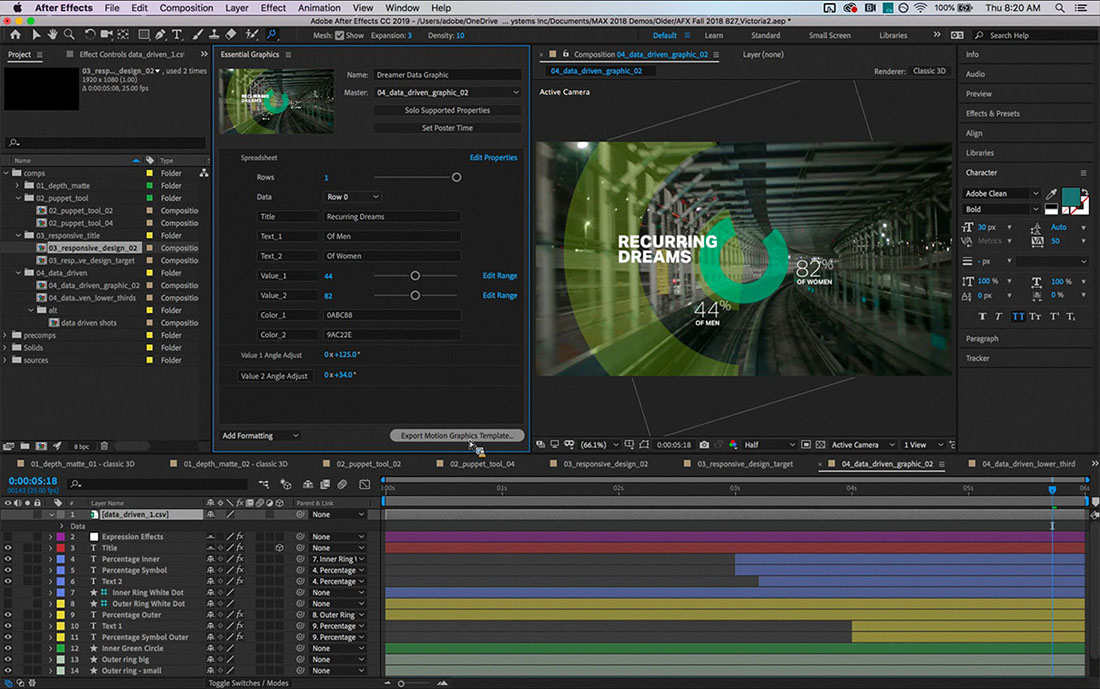 After Effects File Edit Composition Layer Effect Animation View Window Help 100% Thu 8:20 AM
Adobe After Effects CC 2019 - /Users/adobe/OneDrive ... ystems Inc/Documents/MAX 2018 Demos/Older/AFX Fall 2018 827_Victoria2.aep *
Mesh: Show Expansion: 3 Density: 10 Default Learn Standard Small Screen Libraries Search Help
Project Effect Controls data_driven_1.csv
03_resp..._design_02 , used 2 times
1920 x 1080 (1.00)
Δ 0:00:05:08, 25.00 fps
Name Type
comps Folder
01_depth_matte Folder
02_puppet_tool Folder
02_puppet_tool_02 Compositio
02_puppet_tool_04 Compositio
03_responsive_title Folder
03_responsive_design_02 Compositio
03_resp...ve_design_target Compositio
04_data_driven Folder
04_data_driven_graphic_02 Compositio
04_data...ven_lower_thirds Compositio
alt Folder
data driven shots Compositio
precomps Folder
Solids Folder
sources Folder
8 bpc
Essential Graphics
RECURRING
DREAMS
Name: Dreamer Data Graphic
Master: 04_data_driven_graphic_02
Solo Supported Properties
Set Poster Time
Spreadsheet Edit Properties
Rows 1
Data Row 0
Title Recurring Dreams
Text_1 Of Men
Text_2 Of Women
Value_1 44 Edit Range
Value_2 82 Edit Range
Color_1 0ABC88
Color_2 9AC22E
Value 1 Angle Adjust 0 x +125.0°
Value 2 Angle Adjust 0 x +34.0°
Add Formatting Export Motion Graphics Template...
Composition 04_data_driven_graphic_02 Layer (none)
04_data_driven_graphic_02 Renderer: Classic 3D
Active Camera
RECURRING
DREAMS
82%
OF WOMEN
44%
OF MEN
(66.1%) 0:00:05:18 Half Active Camera 1 View
Info
Audio
Preview
Effects & Presets
Align
Libraries
Character
Adobe Clean
Bold
30 px Auto
Metrics 50
- px
100 % 100 %
0 px 0 %
T T TT Tt T¹ T₁
Paragraph
Tracker
01_depth_matte_01 - classic 3D 01_depth_matte_02 - classic 3D 02_puppet_tool_02 02_puppet_tool_04 03_responsive_design_02 03_responsive_design_target 04_data_driven_graphic_02 04_data_driven_lower_third
0:00:05:18
00143 (25.00 fps)
:00s 01s 02s 03s 04s 05s 06s
# Layer Name Parent & Link
1 [data_driven_1.csv] None
Data
2 Expression Effects None
3 Title None
4 Percentage Inner 7. Inner Ring
5 Percentage Symbol 4. Percentage
6 Text 2 4. Percentage
7 Inner Ring White Dot None
8 Outer Ring White Dot None
9 Percentage Outer 8. Outer Ring
10 Text 1 9. Percentage
11 Percentage Symbol Outer 9. Percentage
12 Inner Green Circle None
13 Outer ring big None
14 Outer ring - small None
Toggle Switches / Modes